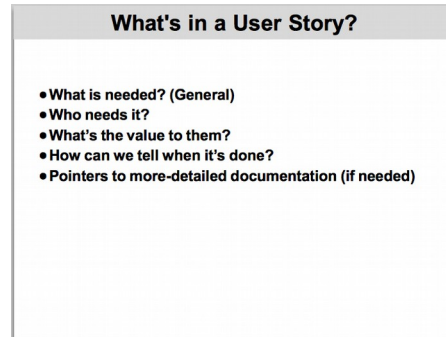 What's in a User Story?
●What is needed? (General)
●Who needs it?
●What’s the value to them?
●How can we tell when it’s done?
●Pointers to more-detailed documentation (if needed)